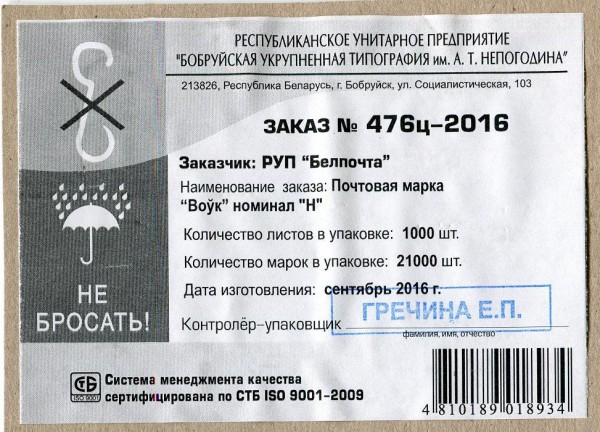 РЕСПУБЛИКАНСКОЕ УНИТАРНОЕ ПРЕДПРИЯТИЕ
"БОБРУЙСКАЯ УКРУПНЕННАЯ ТИПОГРАФИЯ им. А. Т. НЕПОГОДИНА"
213826, Республика Беларусь, г. Бобруйск, ул. Социалистическая, 103
ЗАКАЗ № 476ц–2016
Заказчик: РУП "Белпочта"
Наименование заказа: Почтовая марка
"Воўк" номинал "Н"
Количество листов в упаковке: 1000 шт.
Количество марок в упаковке: 21000 шт.
Дата изготовления: сентябрь 2016 г.
ГРЕЧИНА Е.П.
Контролёр-упаковщик
фамилия, имя, отчество
НЕ
БРОСАТЬ!
СТБ
ISO 9001
Система менеджмента качества
сертифицирована по СТБ ISO 9001-2009
4 810189 018934